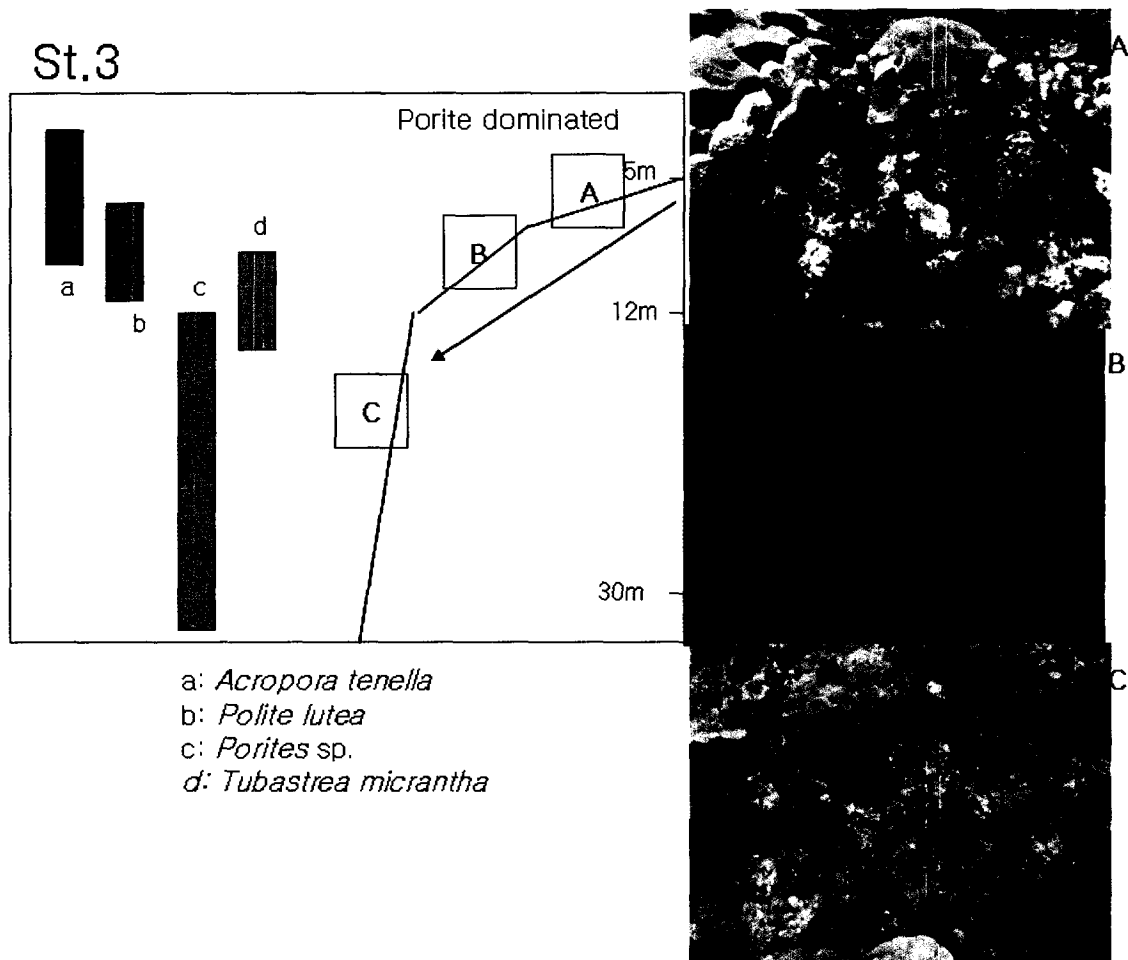 St.3
Porite dominated
5m
A
B
12m
C
30m
a
b
c
d
a: Acropora tenella
b: Polite lutea
c: Porites sp.
d: Tubastrea micrantha
A
B
C